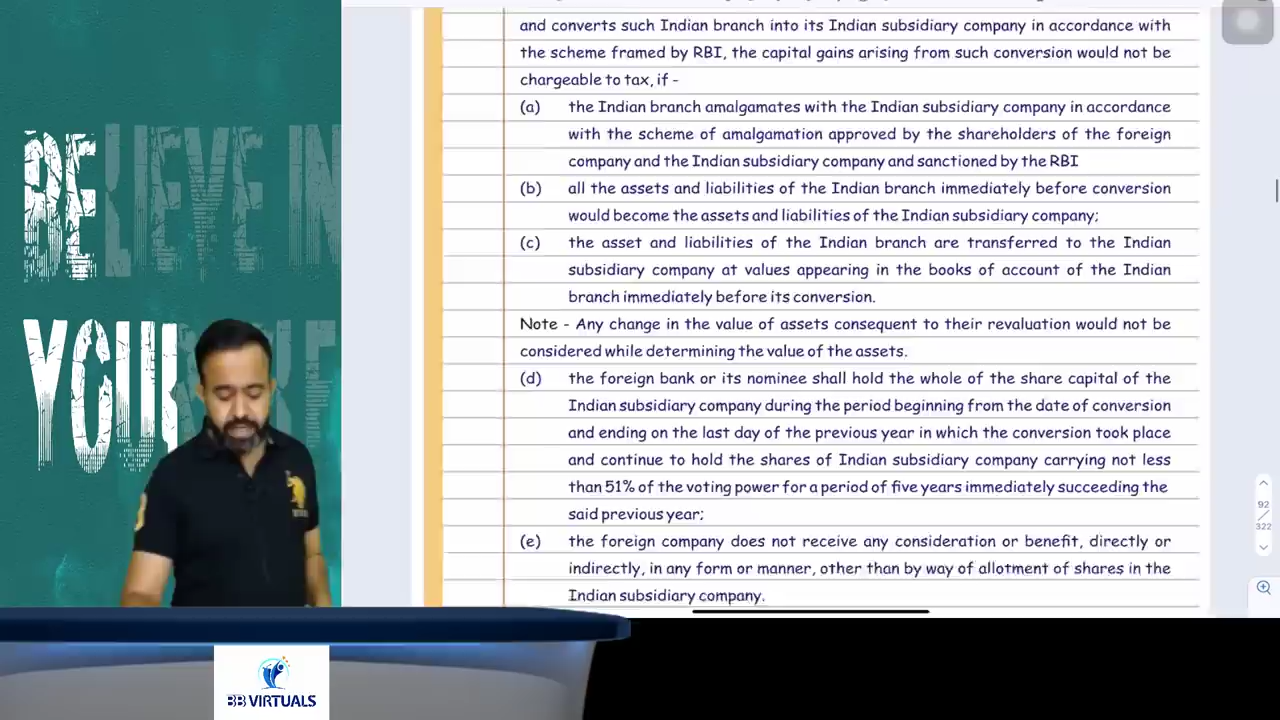 BELIEVE IN
YOURSELF
and converts such Indian branch into its Indian subsidiary company in accordance with
the scheme framed by RBI, the capital gains arising from such conversion would not be
chargeable to tax, if -
(a) the Indian branch amalgamates with the Indian subsidiary company in accordance
with the scheme of amalgamation approved by the shareholders of the foreign
company and the Indian subsidiary company and sanctioned by the RBI
(b) all the assets and liabilities of the Indian branch immediately before conversion
would become the assets and liabilities of the Indian subsidiary company;
(c) the asset and liabilities of the Indian branch are transferred to the Indian
subsidiary company at values appearing in the books of account of the Indian
branch immediately before its conversion.
Note - Any change in the value of assets consequent to their revaluation would not be
considered while determining the value of the assets.
(d) the foreign bank or its nominee shall hold the whole of the share capital of the
Indian subsidiary company during the period beginning from the date of conversion
and ending on the last day of the previous year in which the conversion took place
and continue to hold the shares of Indian subsidiary company carrying not less
than 51% of the voting power for a period of five years immediately succeeding the
said previous year;
(e) the foreign company does not receive any consideration or benefit, directly or
indirectly, in any form or manner, other than by way of allotment of shares in the
Indian subsidiary company.
92
322
BB VIRTUALS